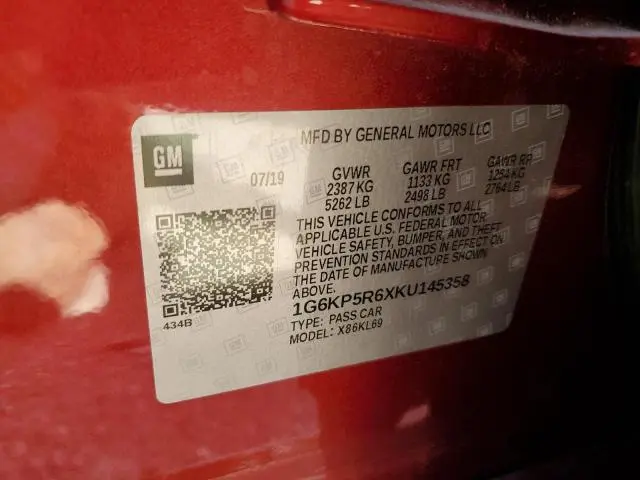 GM
MFD BY GENERAL MOTORS LLC
07/19
GVWR GAWR FRT GAWR RR
2387 KG 1133 KG 1254 KG
5262 LB 2498 LB 2764 LB
THIS VEHICLE CONFORMS TO ALL
APPLICABLE U.S. FEDERAL MOTOR
VEHICLE SAFETY, BUMPER, AND THEFT
PREVENTION STANDARDS IN EFFECT ON
THE DATE OF MANUFACTURE SHOWN
ABOVE.
1G6KP5R6XKU145358
TYPE: PASS CAR
MODEL: X86KL69
434B